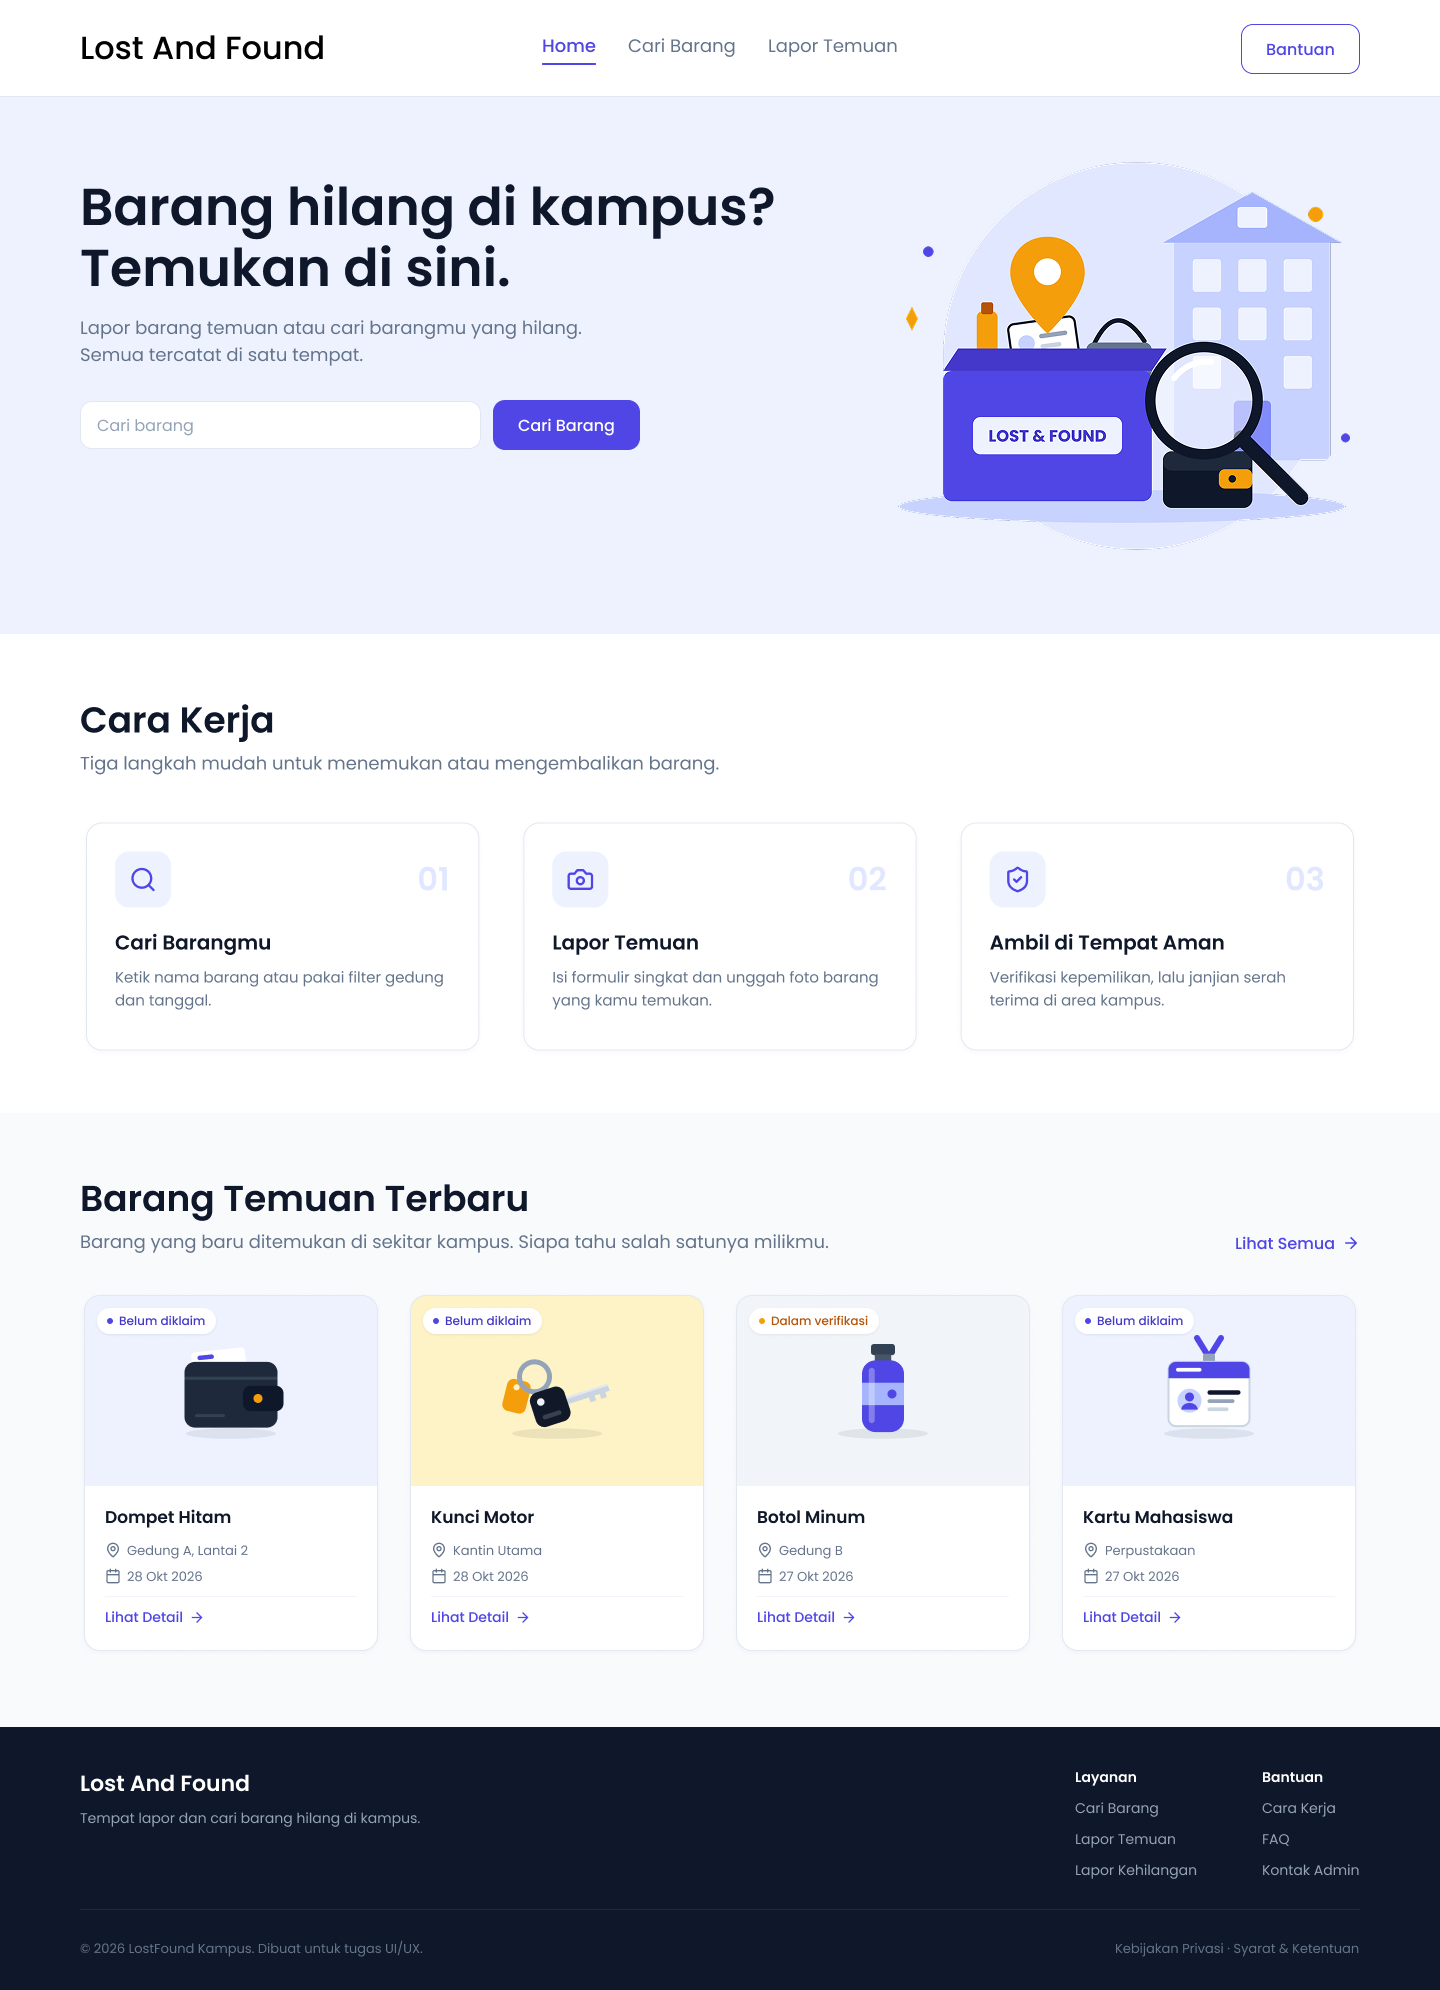 Lost And Found
Home
Cari Barang
Lapor Temuan
Bantuan
Barang hilang di kampus?
Temukan di sini.
Lapor barang temuan atau cari barangmu yang hilang.
Semua tercatat di satu tempat.
Cari barang
Cari Barang
LOST & FOUND
Cara Kerja
Tiga langkah mudah untuk menemukan atau mengembalikan barang.
01
Cari Barangmu
Ketik nama barang atau pakai filter gedung
dan tanggal.
02
Lapor Temuan
Isi formulir singkat dan unggah foto barang
yang kamu temukan.
03
Ambil di Tempat Aman
Verifikasi kepemilikan, lalu janjian serah
terima di area kampus.
Barang Temuan Terbaru
Barang yang baru ditemukan di sekitar kampus. Siapa tahu salah satunya milikmu.
Lihat Semua
Belum diklaim
Dompet Hitam
Gedung A, Lantai 2
28 Okt 2026
Lihat Detail
Belum diklaim
Kunci Motor
Kantin Utama
28 Okt 2026
Lihat Detail
Dalam verifikasi
Botol Minum
Gedung B
27 Okt 2026
Lihat Detail
Belum diklaim
Kartu Mahasiswa
Perpustakaan
27 Okt 2026
Lihat Detail
Lost And Found
Tempat lapor dan cari barang hilang di kampus.
Layanan
Cari Barang
Lapor Temuan
Lapor Kehilangan
Bantuan
Cara Kerja
FAQ
Kontak Admin
© 2026 LostFound Kampus. Dibuat untuk tugas UI/UX.
Kebijakan Privasi · Syarat & Ketentuan